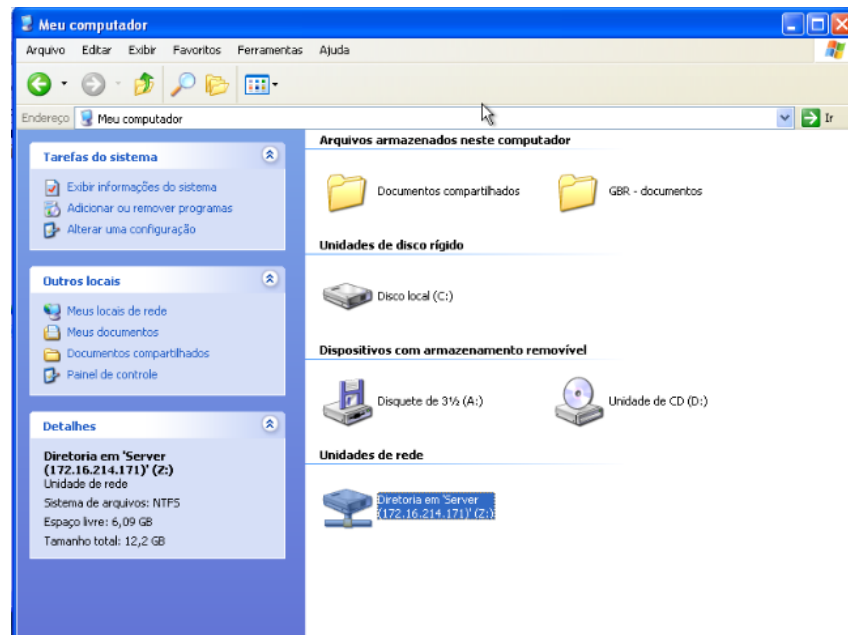 Meu computador
Arquivo Editar Exibir Favoritos Ferramentas Ajuda
Endereço Meu computador Ir
Tarefas do sistema
Exibir informações do sistema
Adicionar ou remover programas
Alterar uma configuração
Outros locais
Meus locais de rede
Meus documentos
Documentos compartilhados
Painel de controle
Detalhes
Diretoria em 'Server
(172.16.214.171)' (Z:)
Unidade de rede
Sistema de arquivos: NTFS
Espaço livre: 6,09 GB
Tamanho total: 12,2 GB
Arquivos armazenados neste computador
Documentos compartilhados GBR - documentos
Unidades de disco rígido
Disco local (C:)
Dispositivos com armazenamento removível
Disquete de 3½ (A:) Unidade de CD (D:)
Unidades de rede
Diretoria em 'Server
(172.16.214.171)' (Z:)